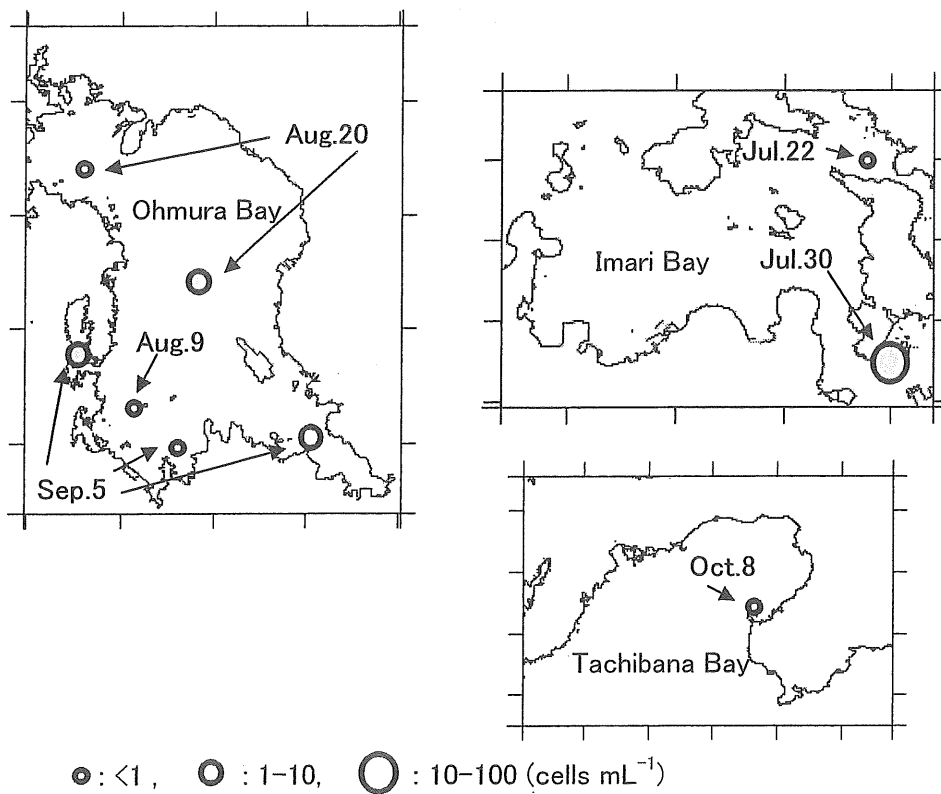 Aug.20
Ohmura Bay
Aug.9
Sep.5
Jul.22
Imari Bay
Jul.30
Oct.8
Tachibana Bay
: <1 , : 1-10, : 10-100 (cells mL⁻¹)